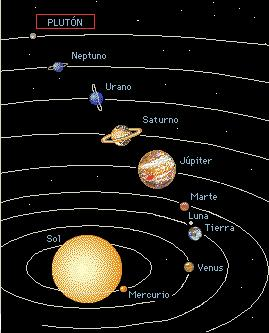 PLUTÓN
Neptuno
Urano
Saturno
Júpiter
Marte
Luna
Tierra
Sol
Venus
Mercurio